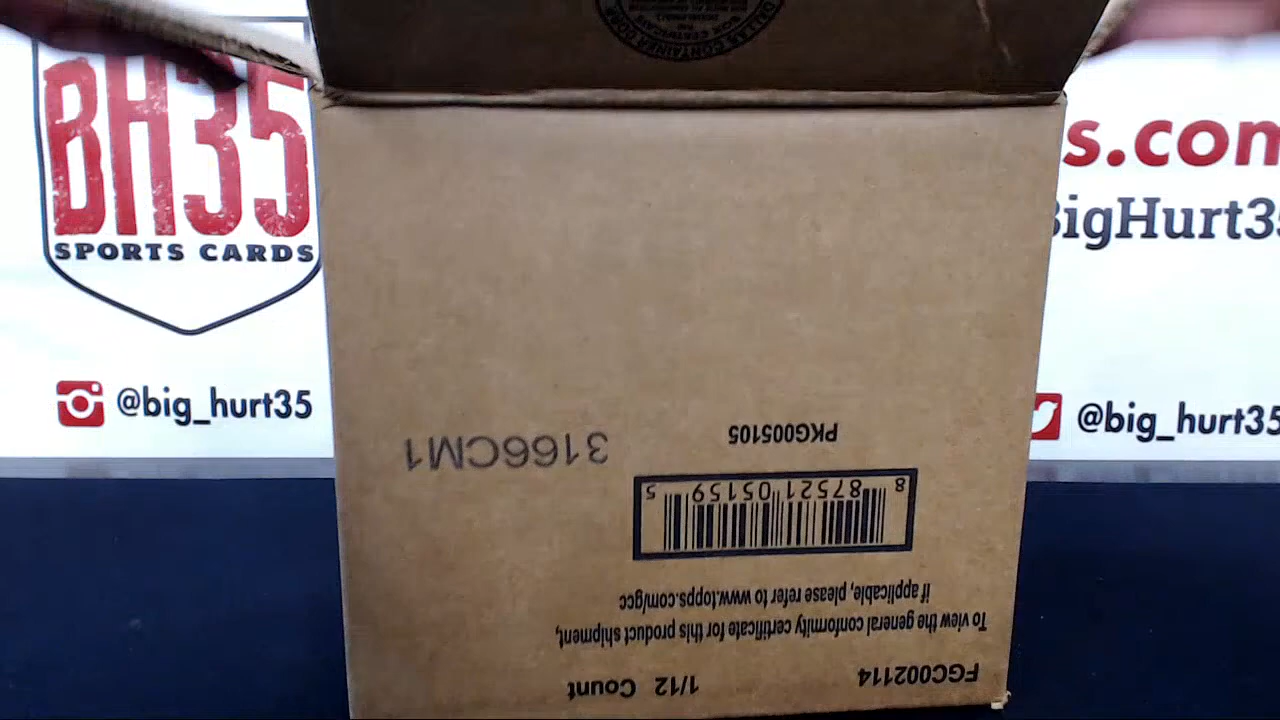 BH35
SPORTS CARDS
@big_hurt35
s.com
BigHurt35
@big_hurt35
FGC002114
1/12 Count
To view the general conformity certificate for this product shipment,
if applicable, please refer to www.topps.com/gcc
8 87521 05159 5
PKG005105
3166CM1